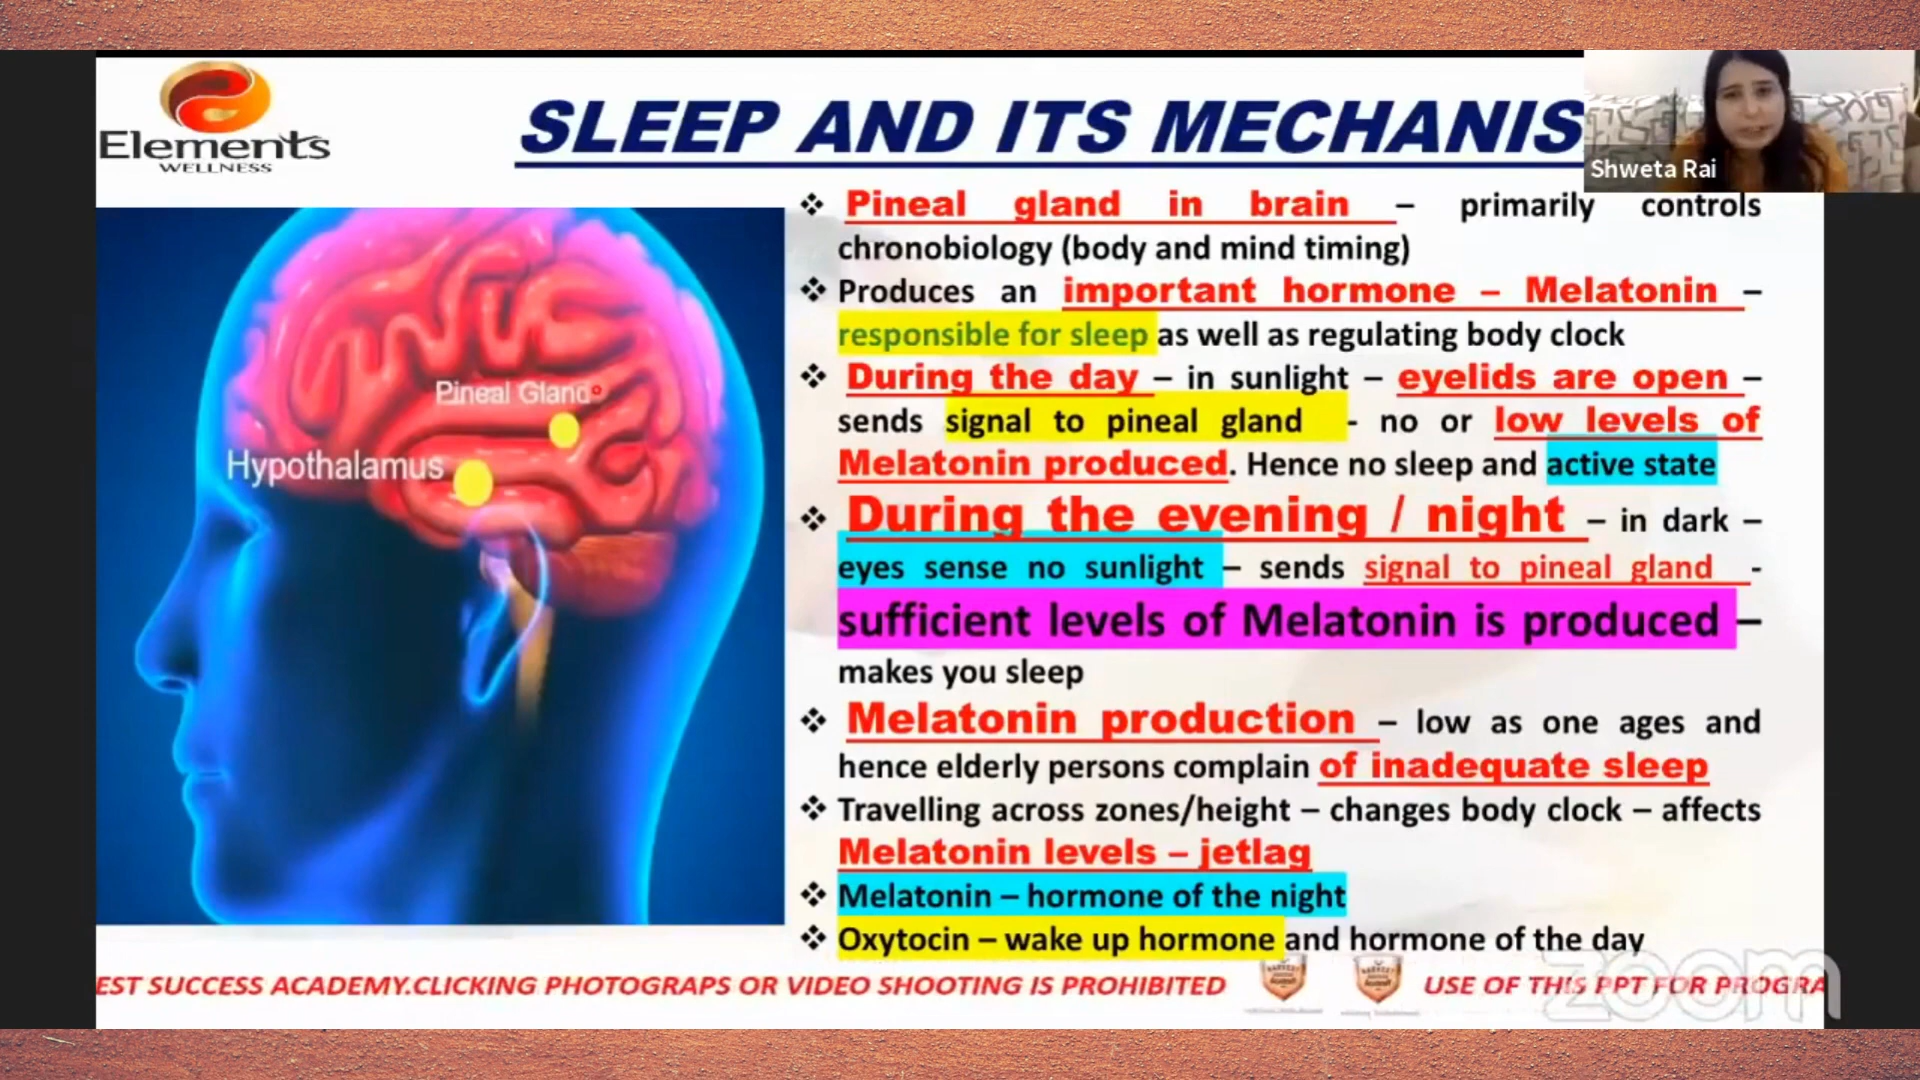 Elements
WELLNESS
SLEEP AND ITS MECHANIS
Shweta Rai
Pineal Gland
Hypothalamus
❖ Pineal gland in brain – primarily controls
chronobiology (body and mind timing)
❖ Produces an important hormone – Melatonin –
responsible for sleep as well as regulating body clock
❖ During the day – in sunlight – eyelids are open –
sends signal to pineal gland - no or low levels of
Melatonin produced. Hence no sleep and active state
❖ During the evening / night – in dark –
eyes sense no sunlight – sends signal to pineal gland -
sufficient levels of Melatonin is produced –
makes you sleep
❖ Melatonin production – low as one ages and
hence elderly persons complain of inadequate sleep
❖ Travelling across zones/height – changes body clock – affects
Melatonin levels – jetlag
❖ Melatonin – hormone of the night
❖ Oxytocin – wake up hormone and hormone of the day
EST SUCCESS ACADEMY.CLICKING PHOTOGRAPS OR VIDEO SHOOTING IS PROHIBITED USE OF THIS PPT FOR PROGRA
zoom